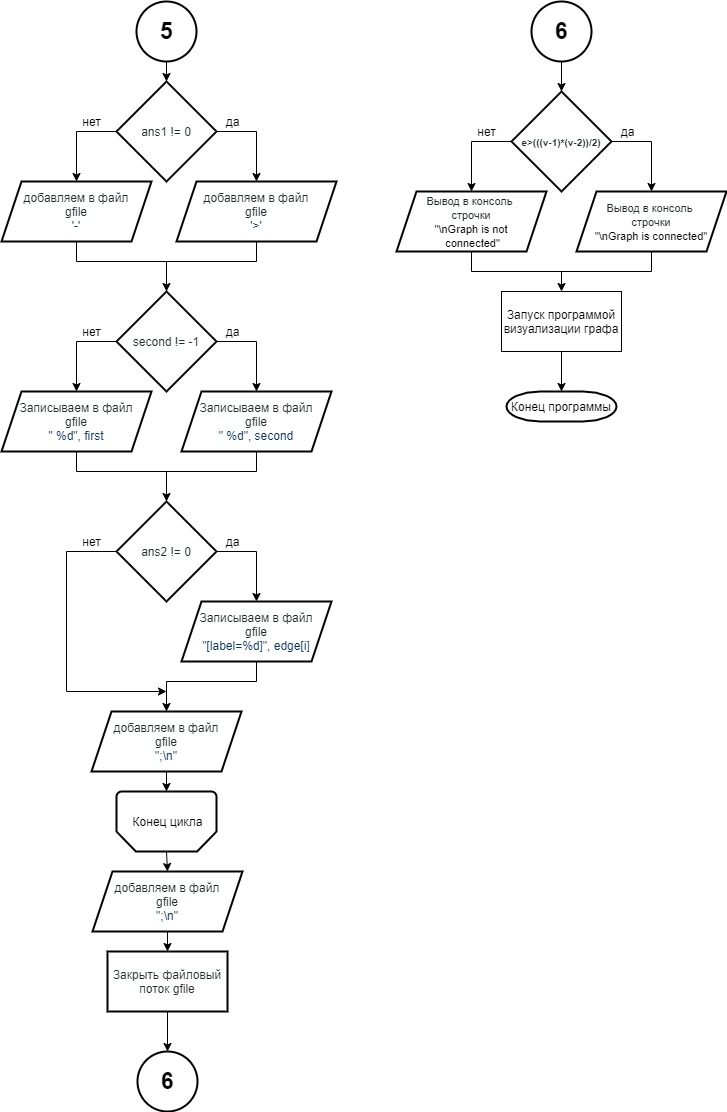 5
ans1 != 0
нет
да
добавляем в файл
gfile
'-'
добавляем в файл
gfile
'>'
second != -1
нет
да
Записываем в файл
gfile
" %d", first
Записываем в файл
gfile
" %d", second
ans2 != 0
нет
да
Записываем в файл
gfile
"[label=%d]", edge[i]
добавляем в файл
gfile
";\n"
Конец цикла
добавляем в файл
gfile
";\n"
Закрыть файловый
поток gfile
6
6
e>(((v-1)*(v-2))/2)
нет
да
Вывод в консоль
строчки
"\nGraph is not
connected"
Вывод в консоль
строчки
"\nGraph is connected"
Запуск программой
визуализации графа
Конец программы